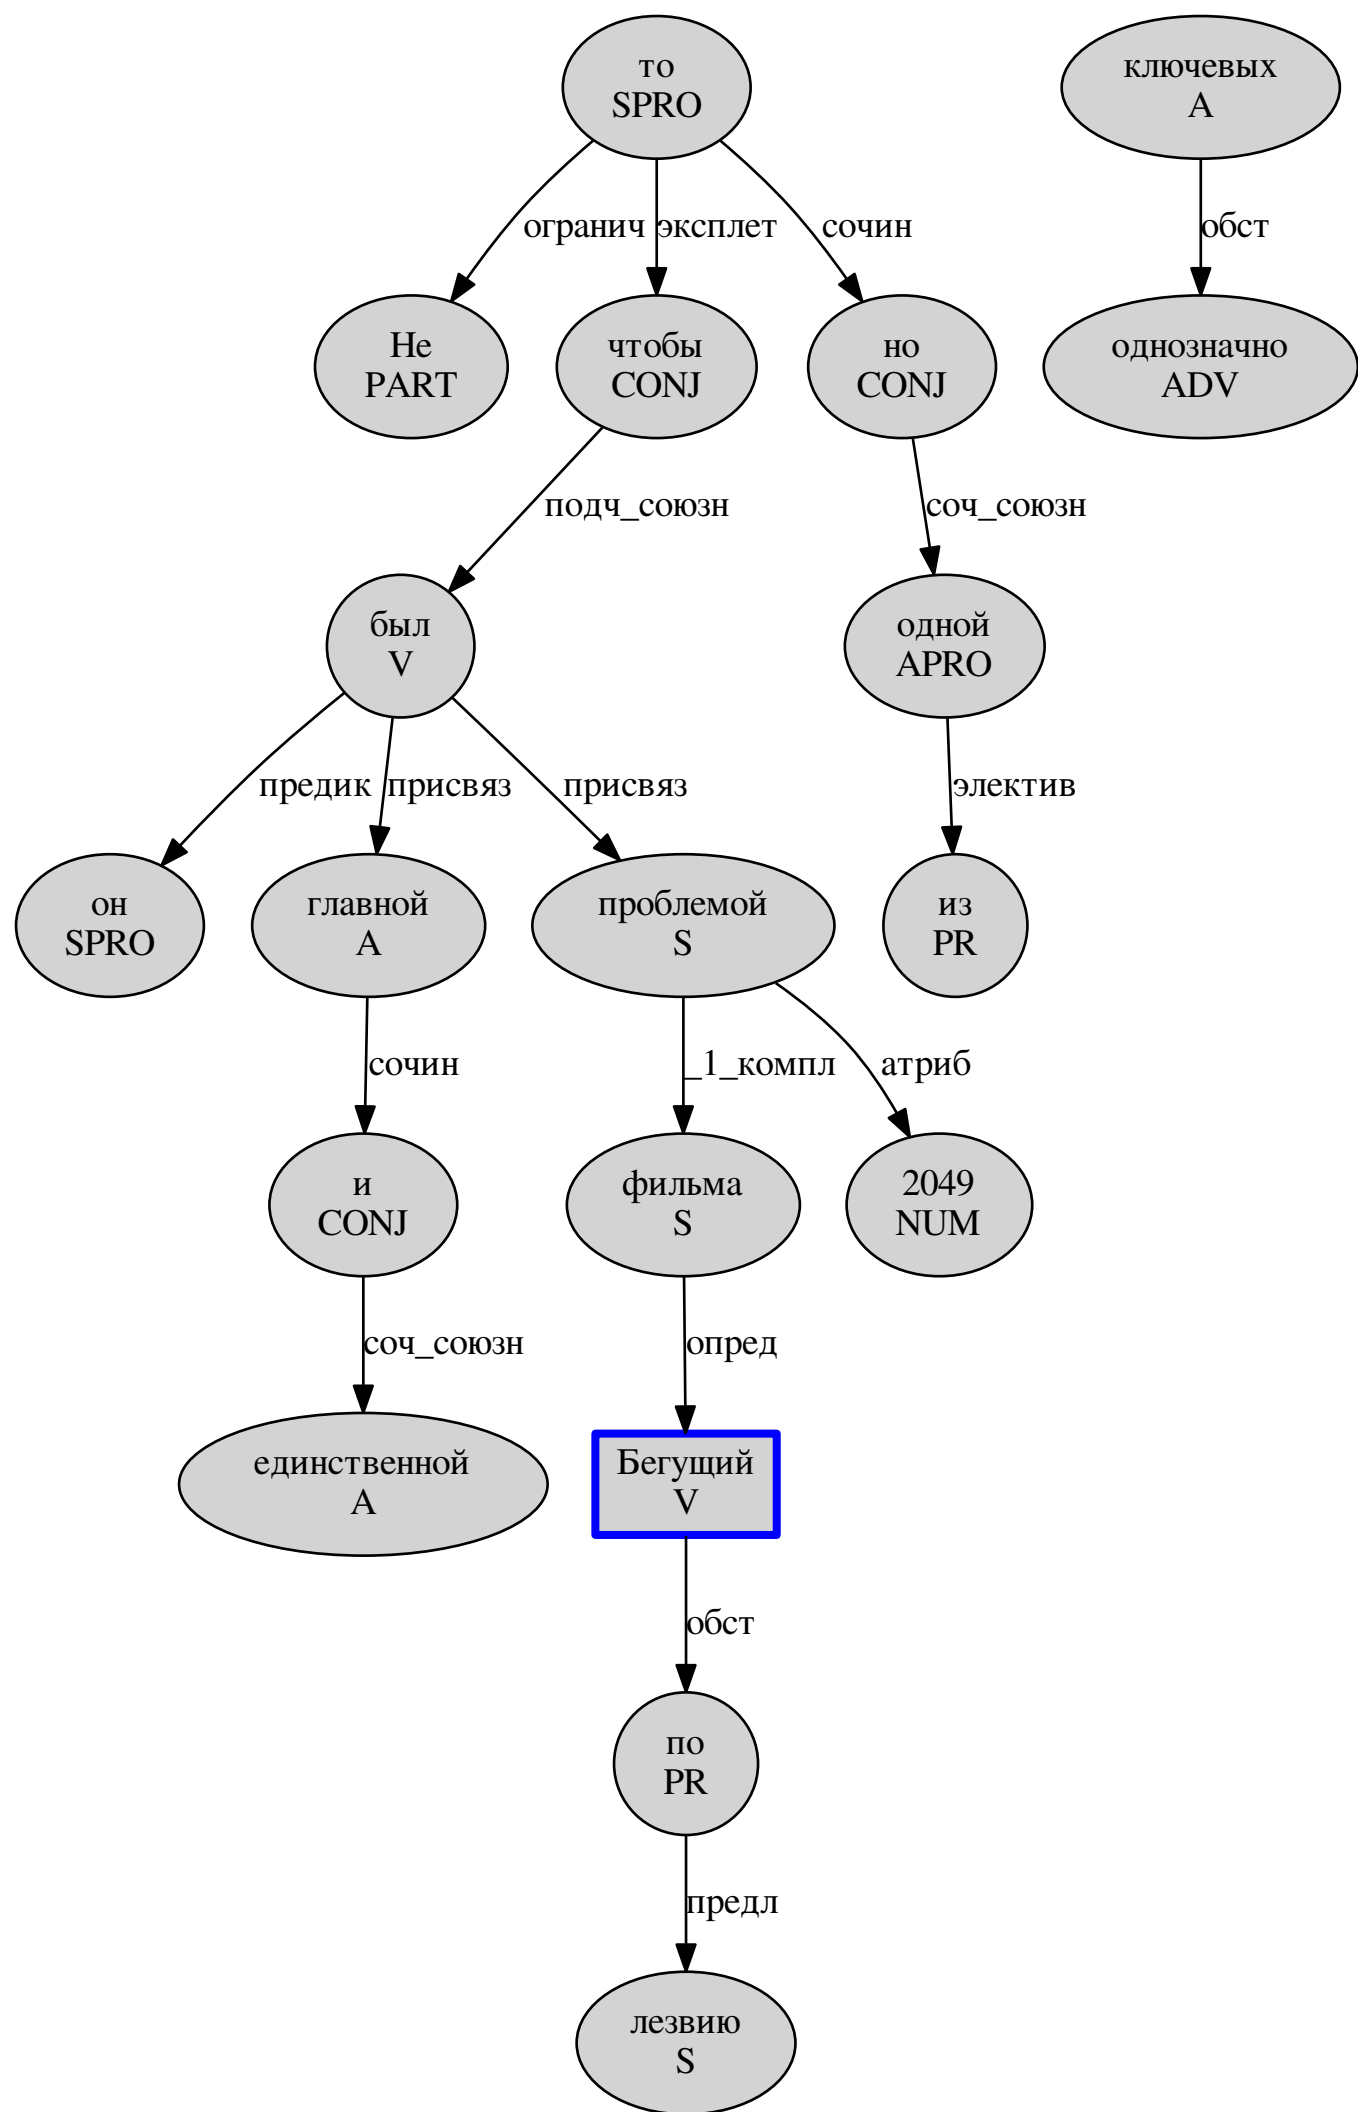 то
SPRO
ключевых
A
огранич
эксплет
сочин
обст
Не
PART
чтобы
CONJ
но
CONJ
однозначно
ADV
подч_союзн
соч_союзн
был
V
одной
APRO
предик
присвяз
присвяз
электив
он
SPRO
главной
A
проблемой
S
из
PR
сочин
_1_компл
атриб
и
CONJ
фильма
S
2049
NUM
соч_союзн
опред
единственной
A
Бегущий
V
обст
по
PR
предл
лезвию
S